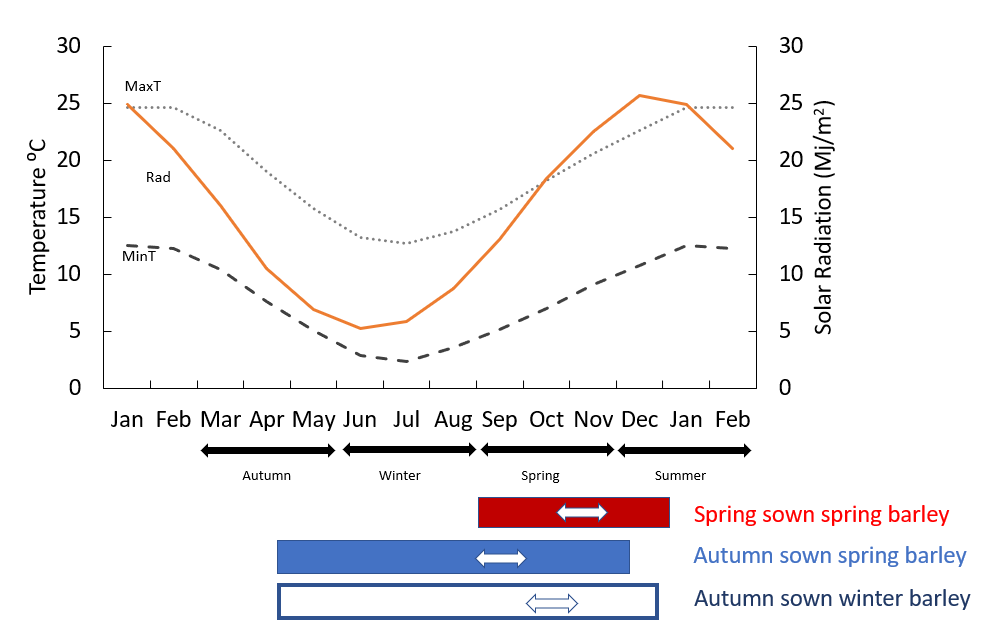 30 30
MaxT
25 25
20 20
Rad
15 15
MinT
10 10
5 5
0 0
Temperature ⁰C
Solar Radiation (Mj/m²)
Jan Feb Mar Apr May Jun Jul Aug Sep Oct Nov Dec Jan Feb
Autumn Winter Spring Summer
Spring sown spring barley
Autumn sown spring barley
Autumn sown winter barley